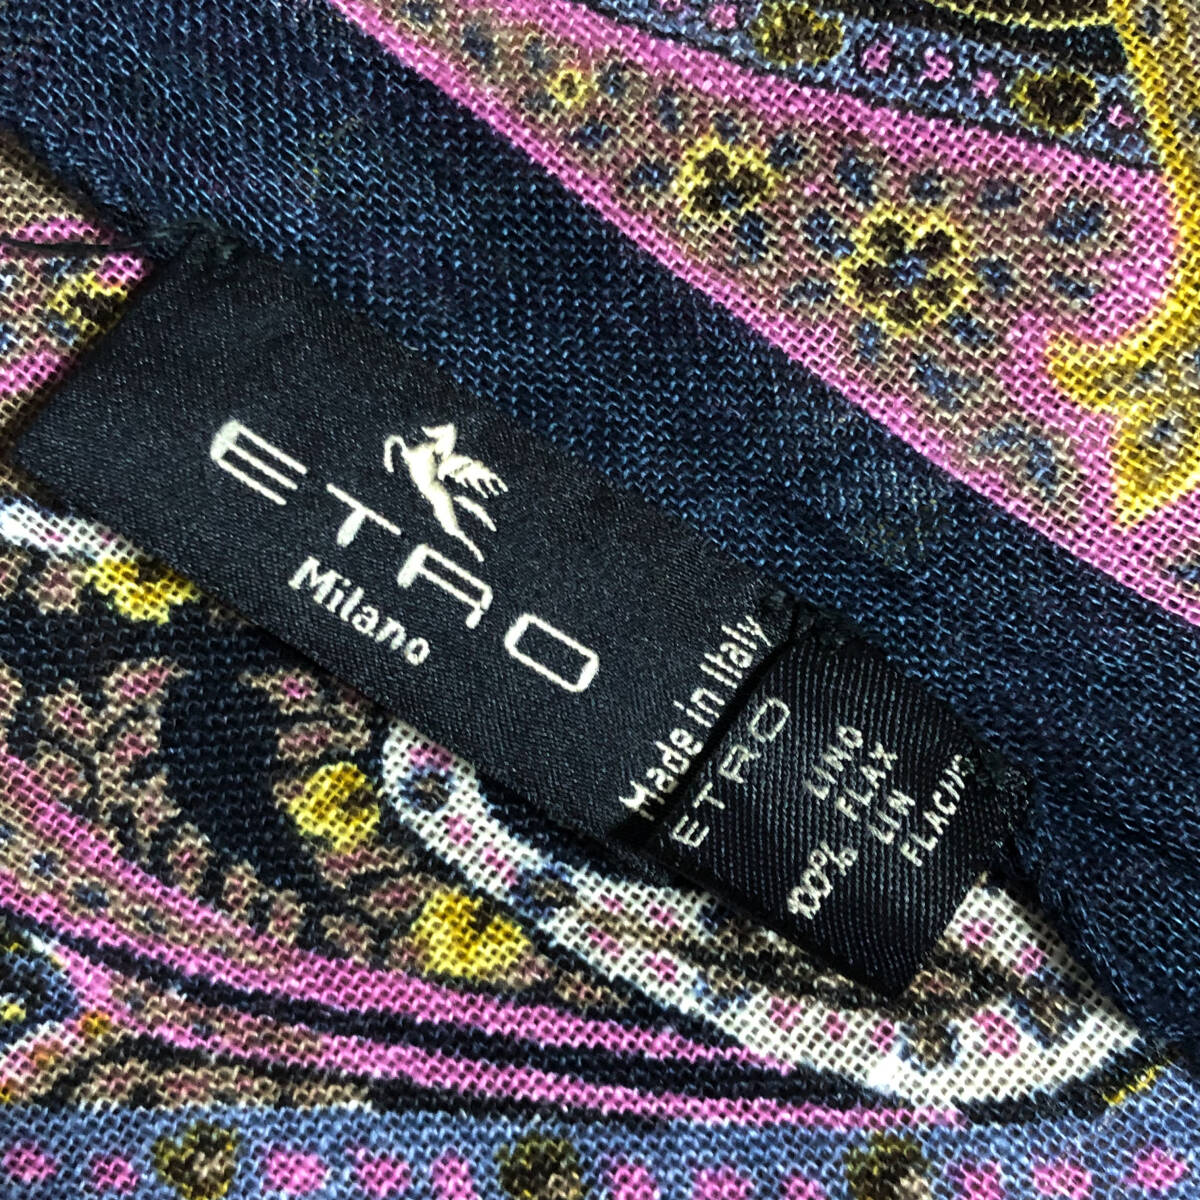 ETRO
Milano
Made in Italy
ETRO
100% LINO
FLAX
LIN
FLACHS